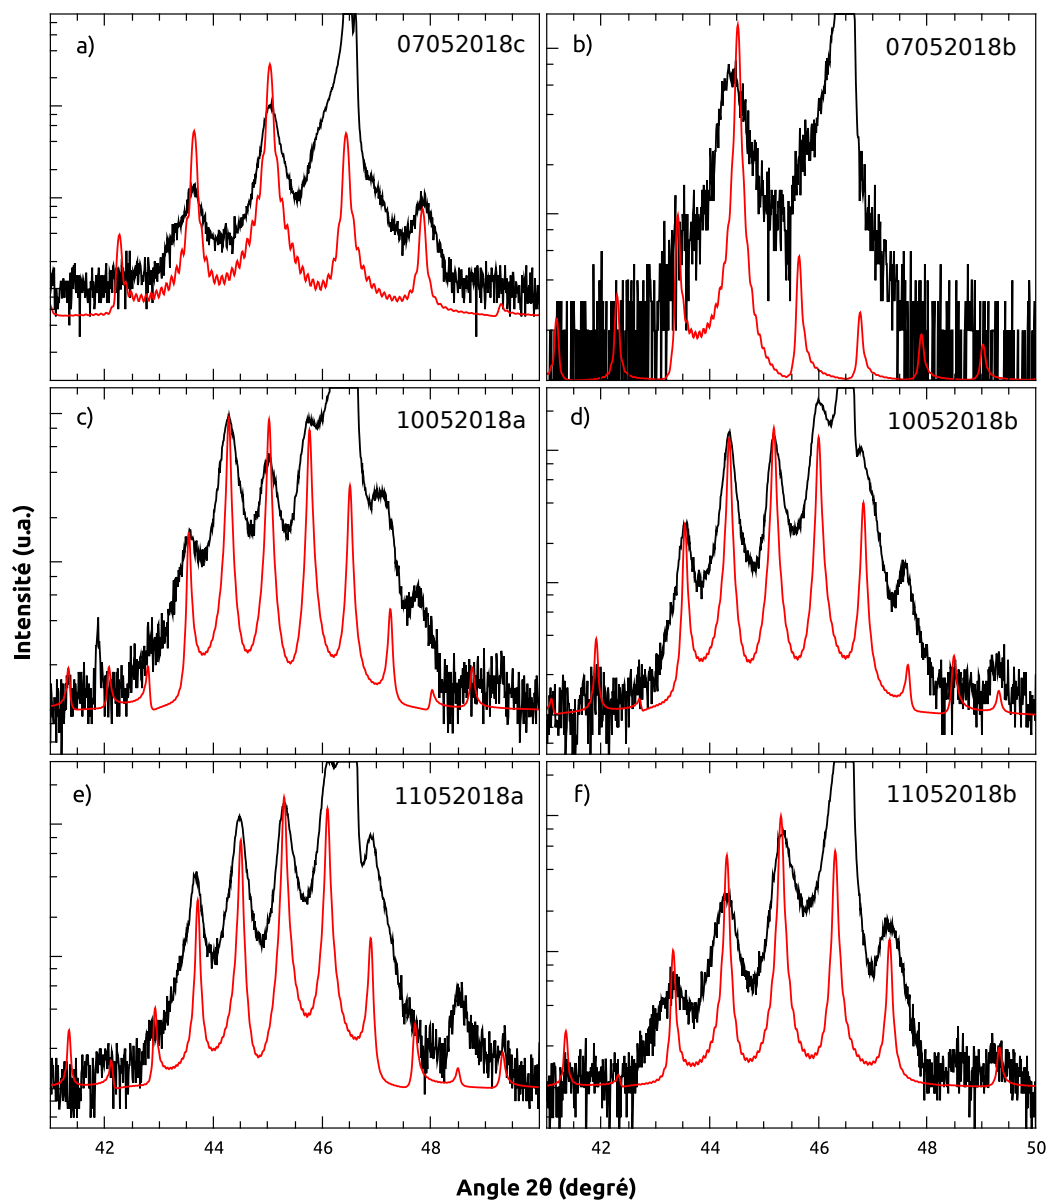 a) 07052018c
b) 07052018b
c) 10052018a
d) 10052018b
e) 11052018a
f) 11052018b
Intensité (u.a.)
42 44 46 48 42 44 46 48 50
Angle 2θ (degré)